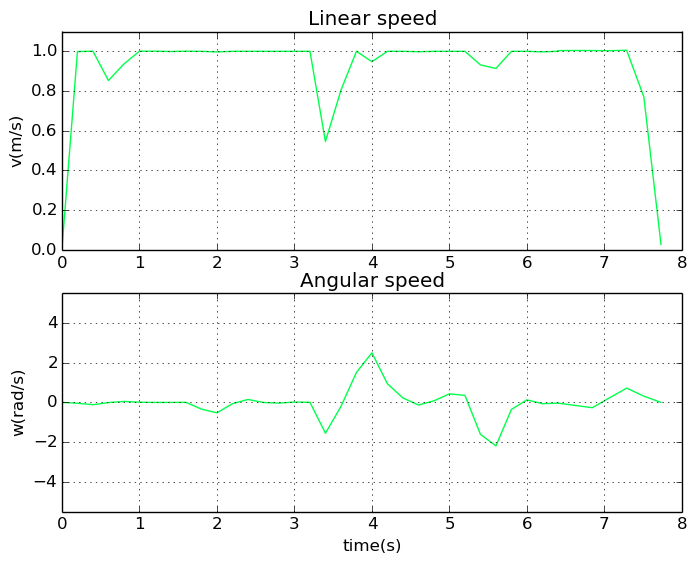 Linear speed
v(m/s)
1.0
0.8
0.6
0.4
0.2
0.0
0 1 2 3 4 5 6 7 8
Angular speed
w(rad/s)
4
2
0
−2
−4
0 1 2 3 4 5 6 7 8
time(s)